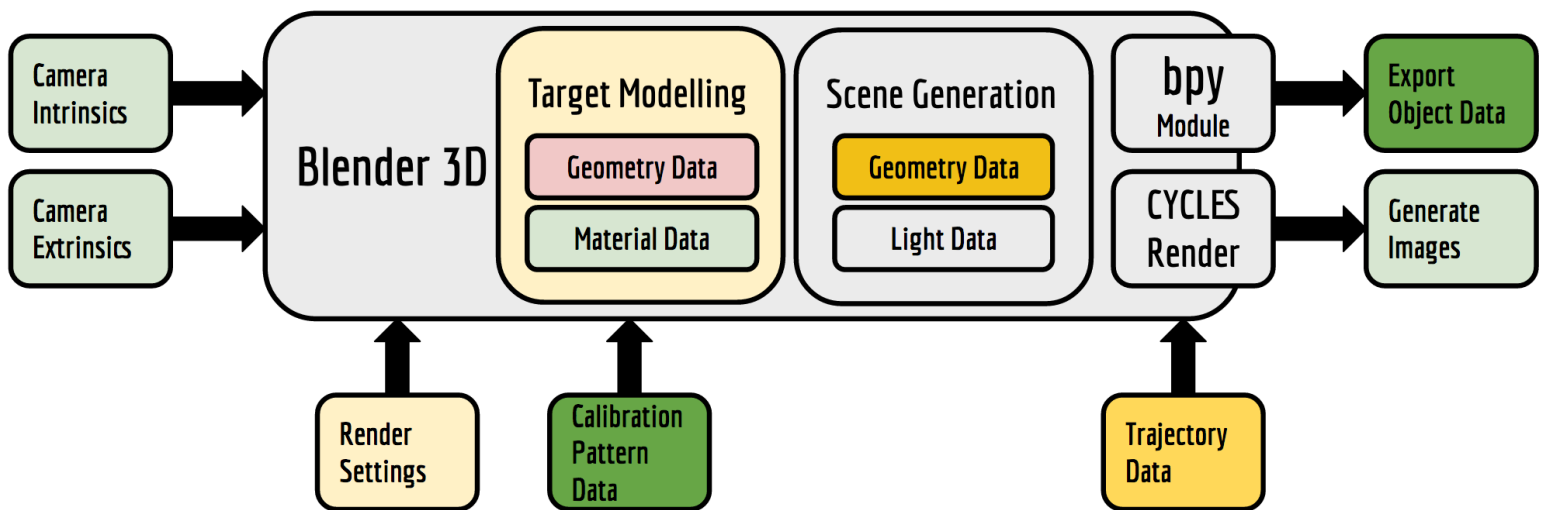 Camera
Intrinsics
Camera
Extrinsics
Blender 3D
Target Modelling
Geometry Data
Material Data
Scene Generation
Geometry Data
Light Data
bpy
Module
CYCLES
Render
Export
Object Data
Generate
Images
Render
Settings
Calibration
Pattern
Data
Trajectory
Data